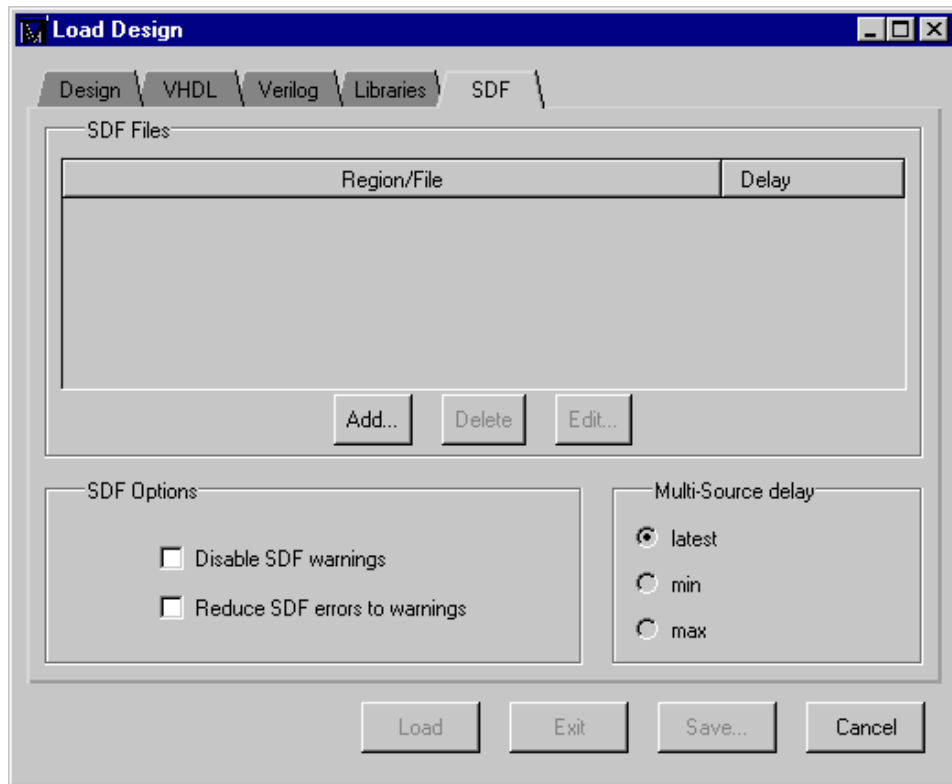 Load Design
Design VHDL Verilog Libraries SDF
SDF Files
Region/File Delay
Add... Delete Edit...
SDF Options Multi-Source delay
latest
Disable SDF warnings
min
Reduce SDF errors to warnings
max
Load Exit Save... Cancel